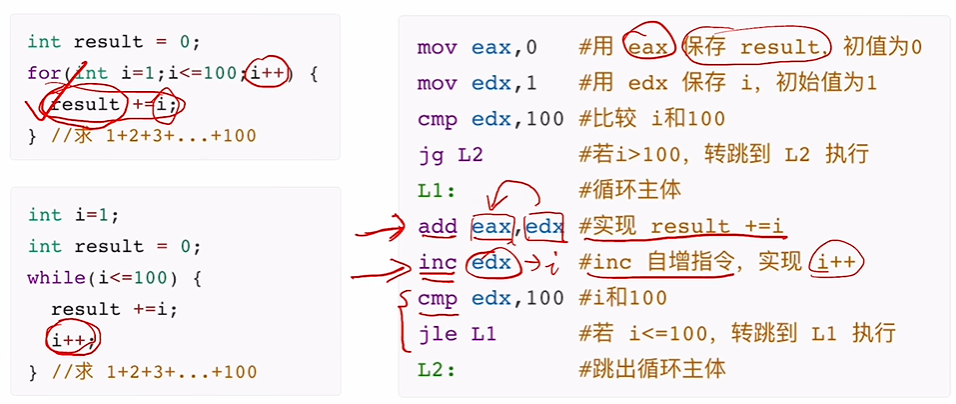 int result = 0;
for(int i=1;i<=100;i++) {
result +=i;
} //求 1+2+3+...+100
int i=1;
int result = 0;
while(i<=100) {
result +=i;
i++;
} //求 1+2+3+...+100
mov eax,0 #用 eax 保存 result，初值为0
mov edx,1 #用 edx 保存 i，初始值为1
cmp edx,100 #比较 i和100
jg L2 #若i>100，转跳到 L2 执行
L1: #循环主体
add eax,edx #实现 result +=i
inc edx →i #inc 自增指令，实现 i++
cmp edx,100 #i和100
jle L1 #若 i<=100，转跳到 L1 执行
L2: #跳出循环主体